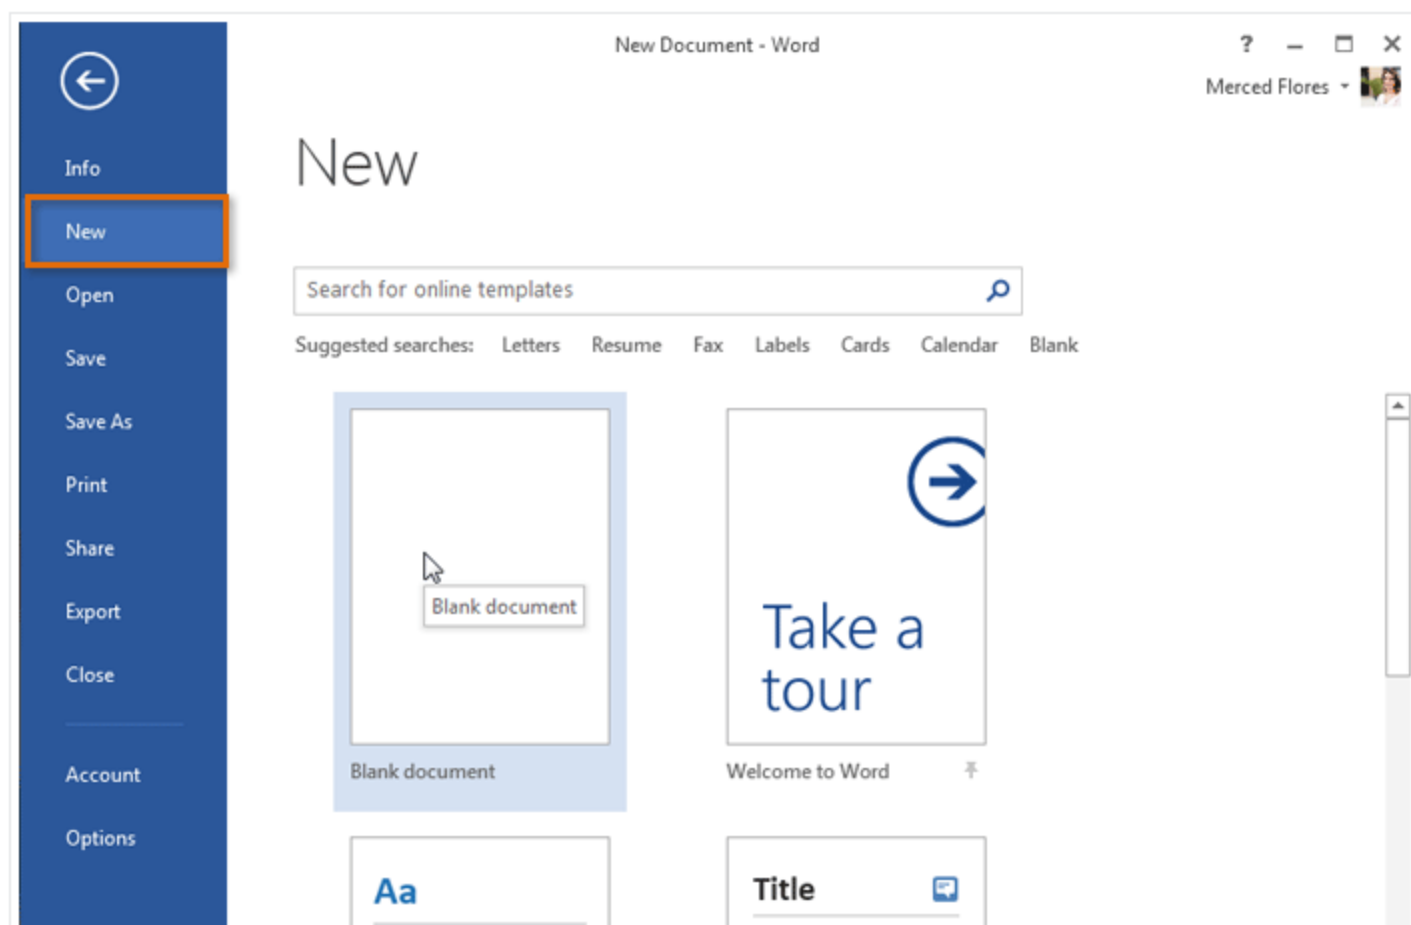 New Document - Word
?
Merced Flores
Info
New
Open
Save
Save As
Print
Share
Export
Close
Account
Options
New
Search for online templates
Suggested searches: Letters Resume Fax Labels Cards Calendar Blank
Blank document
Take a
tour
Blank document
Welcome to Word
Aa
Title